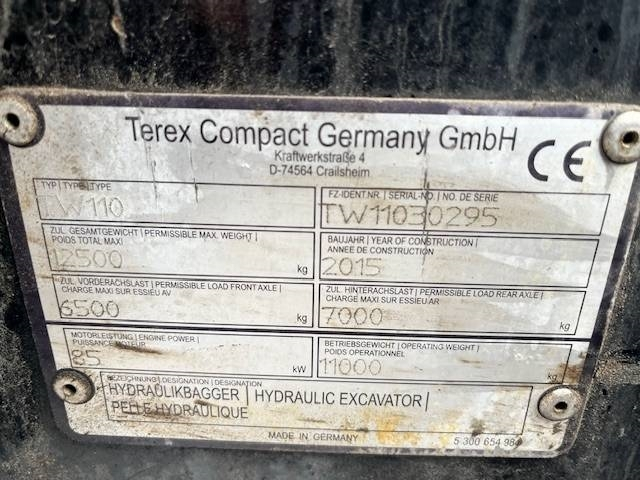 Terex Compact Germany GmbH
Kraftwerkstraße 4
D-74564 Crailsheim
CE
TYP | TYPE | TYPE
TW110
FZ-IDENT.NR | SERIAL-NO. | NO. DE SERIE
TW11030295
ZUL. GESAMTGEWICHT | PERMISSIBLE MAX. WEIGHT |
POIDS TOTAL MAXI
12500 kg
BAUJAHR | YEAR OF CONSTRUCTION |
ANNEE DE CONSTRUCTION
2015
ZUL. VORDERACHSLAST | PERMISSIBLE LOAD FRONT AXLE |
CHARGE MAXI SUR ESSIEU AV
6500 kg
ZUL. HINTERACHSLAST | PERMISSIBLE LOAD REAR AXLE |
CHARGE MAXI SUR ESSIEU AR
7000 kg
MOTORLEISTUNG | ENGINE POWER |
PUISSANCE MOTEUR
85 kW
BETRIEBSGEWICHT | OPERATING WEIGHT |
POIDS OPERATIONNEL
11000 kg
BEZEICHNUNG | DESIGNATION | DESIGNATION
HYDRAULIKBAGGER | HYDRAULIC EXCAVATOR |
PELLE HYDRAULIQUE
MADE IN GERMANY
5 300 654 984